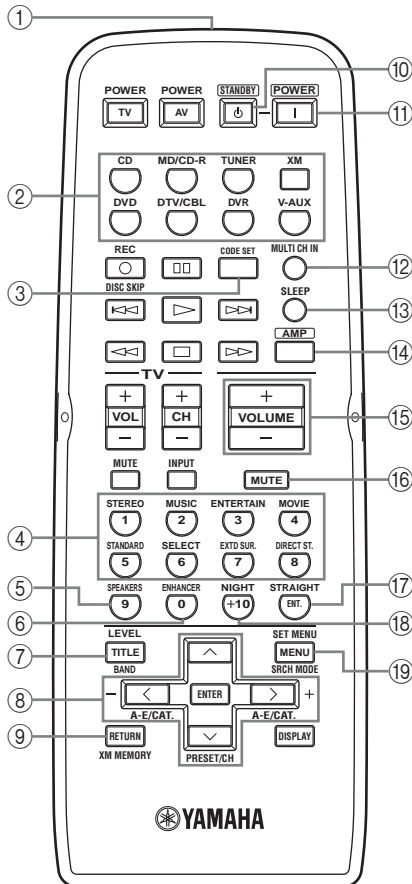 ①
POWER POWER STANDBY POWER ⑩
TV AV ⑪
CD MD/CD-R TUNER XM
②
DVD DTV/CBL DVR V-AUX
REC CODE SET MULTI CH IN ⑫
③ DISC SKIP SLEEP ⑬
AMP ⑭
TV
+ + +
VOL CH VOLUME ⑮
– – –
MUTE INPUT MUTE ⑯
STEREO MUSIC ENTERTAIN MOVIE
1 2 3 4
④
STANDARD SELECT EXTD SUR. DIRECT ST.
5 6 7 8
⑤ SPEAKERS ENHANCER NIGHT STRAIGHT ⑰
9 0 +10 ENT.
⑥ ⑱
LEVEL SET MENU
⑦ TITLE MENU ⑲
BAND SRCH MODE
⑧ – ENTER +
A-E/CAT. A-E/CAT.
⑨ RETURN DISPLAY
XM MEMORY PRESET/CH
YAMAHA